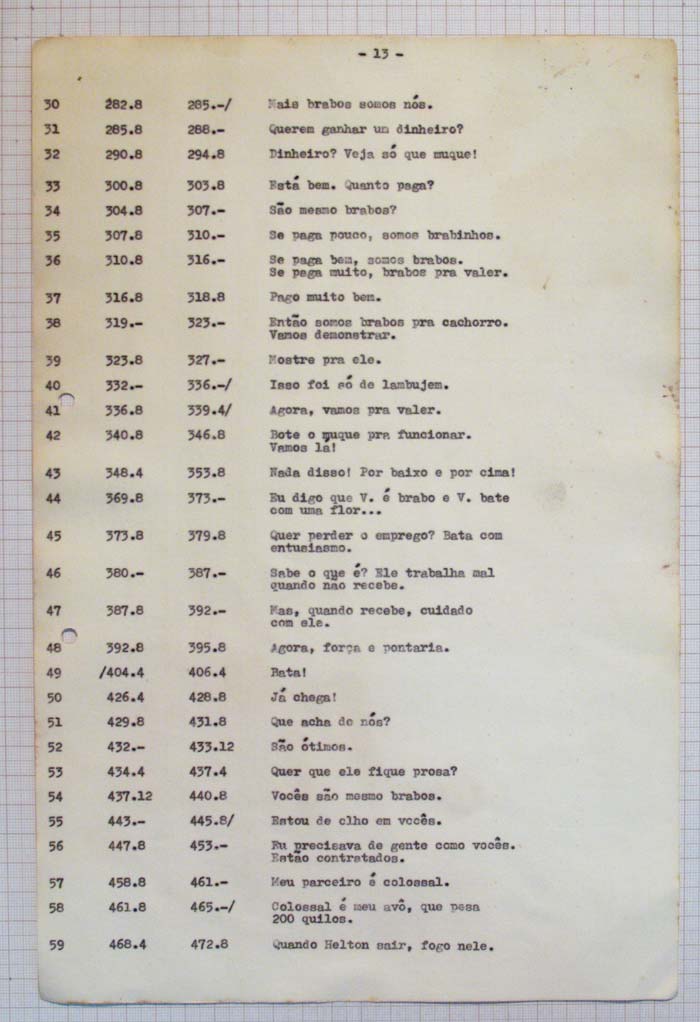 - 13 -
30 282.8 285.-/ Mais brabos somos nós.
31 285.8 288.- Querem ganhar un dinheiro?
32 290.8 294.8 Dinheiro? Veja só que muque!
33 300.8 303.8 Está bem. Quanto paga?
34 304.8 307.- São mesmo brabos?
35 307.8 310.- Se paga pouco, somos brabinhos.
36 310.8 316.- Se paga bem, somos brabos.
Se paga muito, brabos pra valer.
37 316.8 318.8 Pago muito bem.
38 319.- 323.- Então somos brabos pra cachorro.
Vamos demonstrar.
39 323.8 327.- Mostre pra ele.
40 332.- 336.-/ Isso foi só de lambujem.
41 336.8 339.4/ Agora, vamos pra valer.
42 340.8 346.8 Bote o muque pra funcionar.
Vamos lá!
43 348.4 353.8 Nada disso! Por baixo e por cima!
44 369.8 373.- Eu digo que V. é brabo e V. bate
com uma flor...
45 373.8 379.8 Quer perder o emprego? Bata com
entusiasmo.
46 380.- 387.- Sabe o que é? Ele trabalha mal
quando não recebe.
47 387.8 392.- Mas, quando recebe, cuidado
com ele.
48 392.8 395.8 Agora, força e pontaria.
49 /404.4 406.4 Bata!
50 426.4 428.8 Já chega!
51 429.8 431.8 Que acha de nós?
52 432.- 433.12 São ótimos.
53 434.4 437.4 Quer que ele fique prosa?
54 437.12 440.8 Vocês são mesmo brabos.
55 443.- 445.8/ Estou de clho em vocês.
56 447.8 453.- Eu precisava de gente como vocês.
Estão contratados.
57 458.8 461.- Meu parceiro é colossal.
58 461.8 465.-/ Colossal é meu avô, que pesa
200 quilos.
59 468.4 472.8 Quando Helton sair, fogo nele.